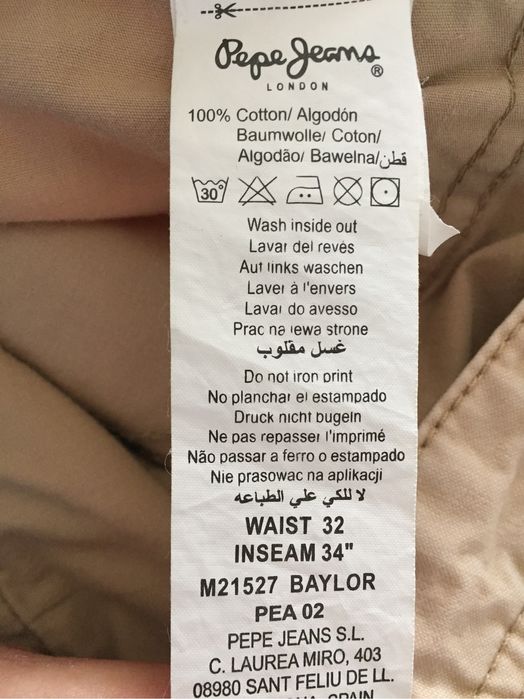 Pepe Jeans®
LONDON
100% Cotton/ Algodón
Baumwolle/ Coton/
Algodão/ Bawelna/قطن
30°
Wash inside out
Lavar del revés
Auf links waschen
Laver à l'envers
Lavar do avesso
Prac na lewa strone
غسل مقلوب
Do not iron print
No planchar el estampado
Druck nicht bugeln
Ne pas repasser l'imprimé
Não passar a ferro o estampado
Nie prasowac na aplikacji
لا للكي علي الطباعه
WAIST 32
INSEAM 34"
M21527 BAYLOR
PEA 02
PEPE JEANS S.L.
C. LAUREA MIRO, 403
08980 SANT FELIU DE LL.
SPAIN